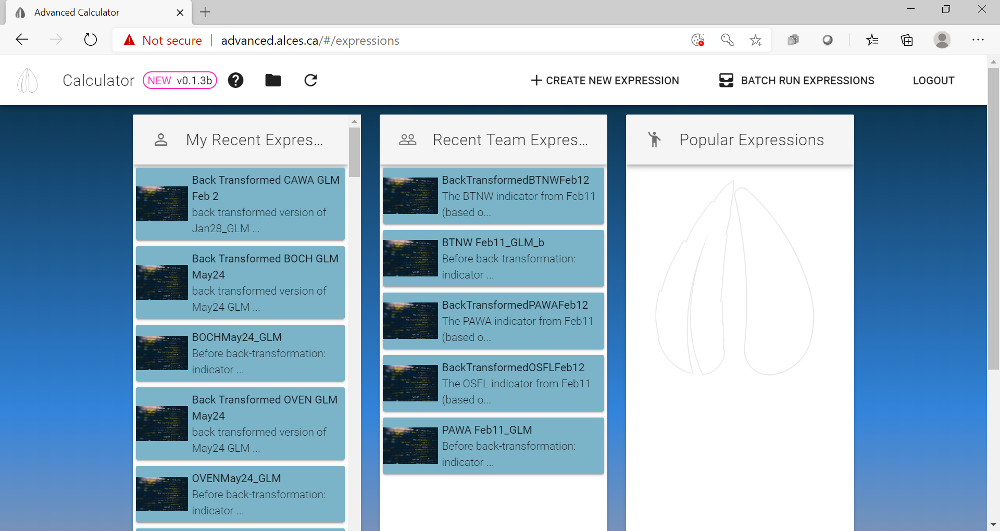 Advanced Calculator
Not secure
advanced.alces.ca/#/expressions
Calculator
NEW v0.1.3b
CREATE NEW EXPRESSION
BATCH RUN EXPRESSIONS
LOGOUT
My Recent Expres...
Back Transformed CAWA GLM
Feb 2
back transformed version of
Jan28_GLM ...
Back Transformed BOCH GLM
May24
back transformed version of
May24 GLM ...
BOCHMay24_GLM
Before back-transformation:
indicator ...
Back Transformed OVEN GLM
May24
back transformed version of
May24 GLM ...
OVENMay24_GLM
Before back-transformation:
indicator ...
Recent Team Expres...
BackTransformedBTNWFeb12
The BTNW indicator from Feb11
(based o...
BTNW Feb11_GLM_b
Before back-transformation:
indicator ...
BackTransformedPAWAFeb12
The PAWA indicator from Feb11
(based o...
BackTransformedOSFLFeb12
The OSFL indicator from Feb11
(based o...
PAWA Feb11_GLM
Before back-transformation:
indicator ...
Popular Expressions